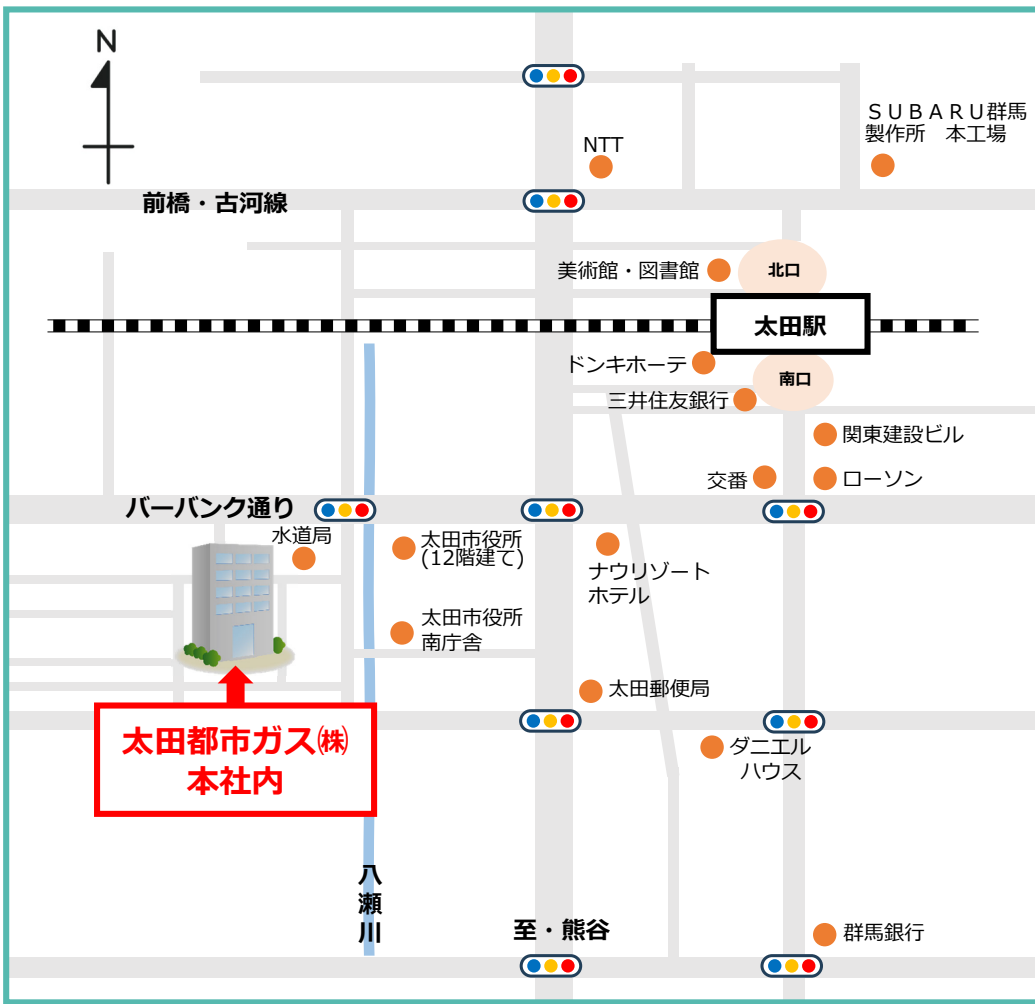 N
SUBARU群馬
製作所　本工場
NTT
前橋・古河線
美術館・図書館
北口
太田駅
ドンキホーテ
南口
三井住友銀行
関東建設ビル
交番
ローソン
バーバンク通り
水道局
太田市役所
(12階建て)
ナウリゾート
ホテル
太田市役所
南庁舎
太田郵便局
太田都市ガス㈱
本社内
ダニエル
ハウス
八瀬川
至・熊谷
群馬銀行